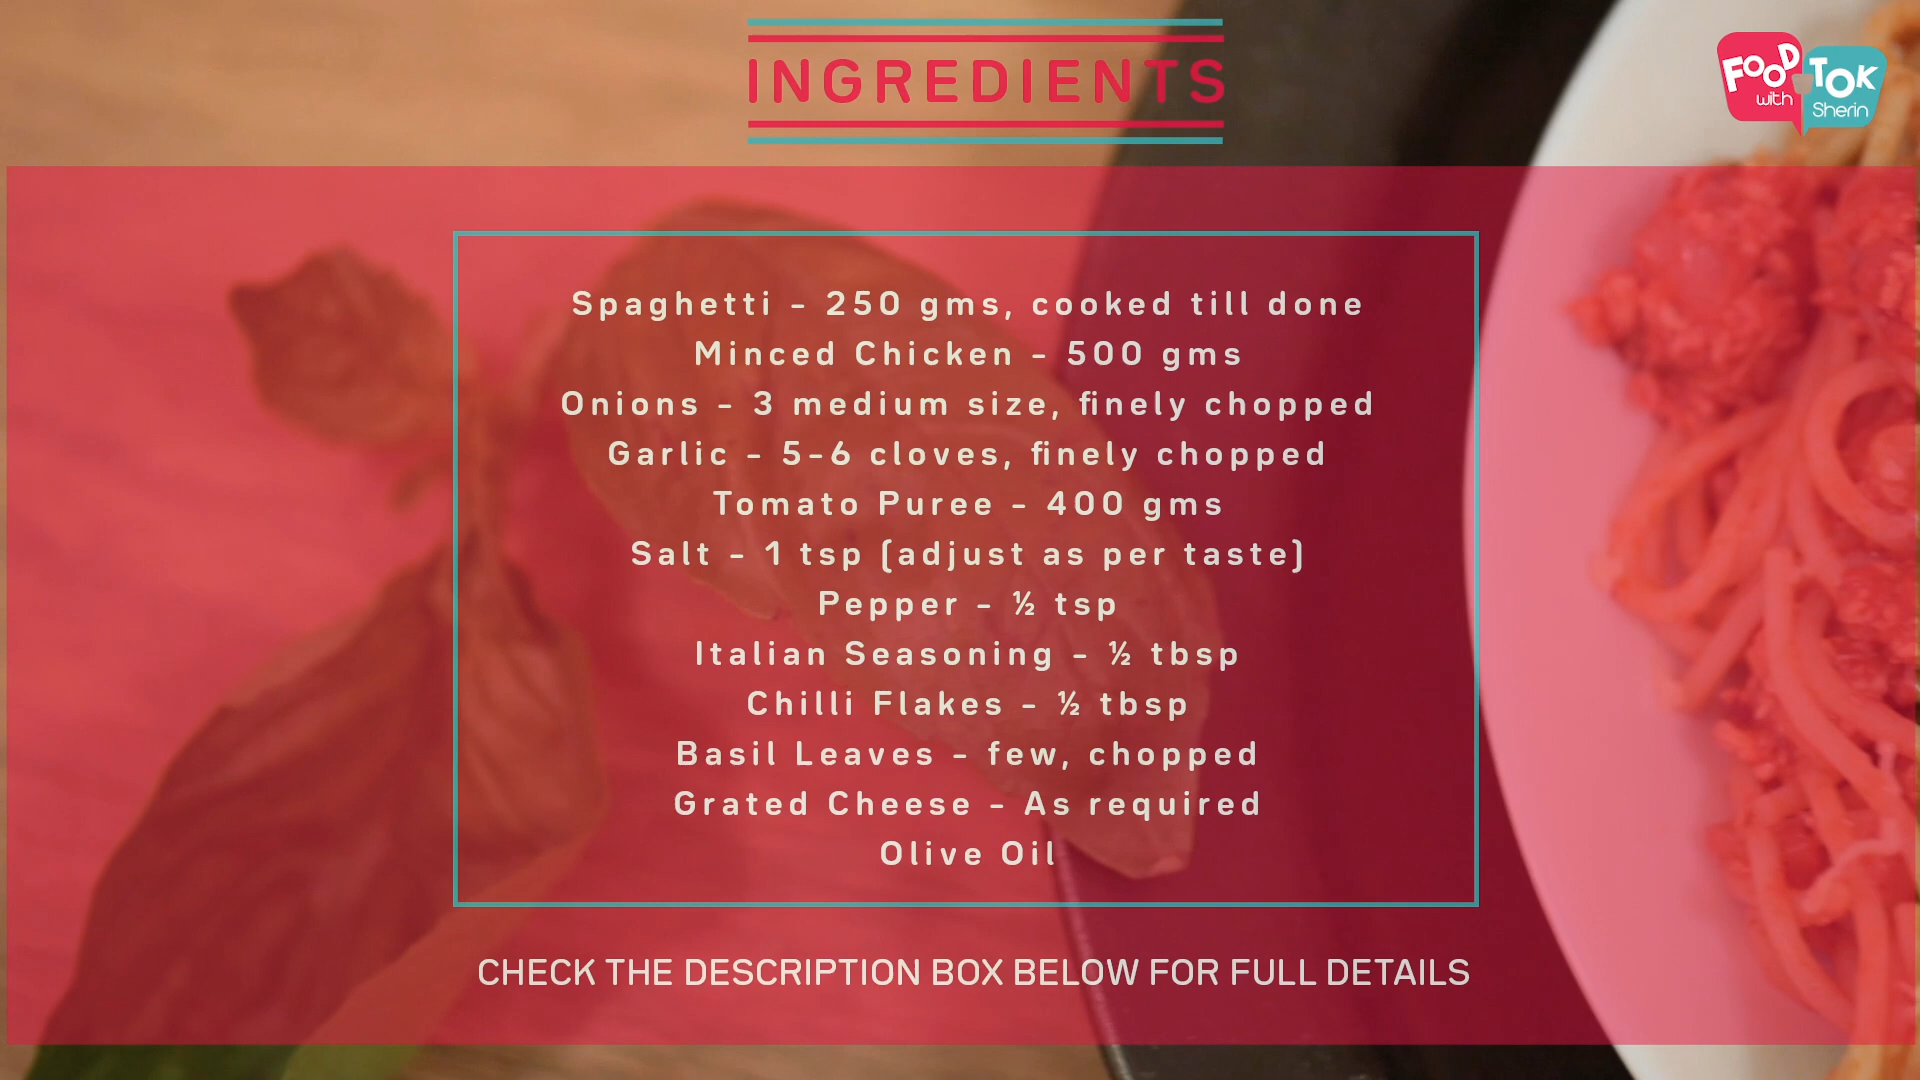 INGREDIENTS
FOOD TOK
with Sherin
Spaghetti - 250 gms, cooked till done
Minced Chicken - 500 gms
Onions - 3 medium size, finely chopped
Garlic - 5-6 cloves, finely chopped
Tomato Puree - 400 gms
Salt - 1 tsp (adjust as per taste)
Pepper - ½ tsp
Italian Seasoning - ½ tbsp
Chilli Flakes - ½ tbsp
Basil Leaves - few, chopped
Grated Cheese - As required
Olive Oil
CHECK THE DESCRIPTION BOX BELOW FOR FULL DETAILS